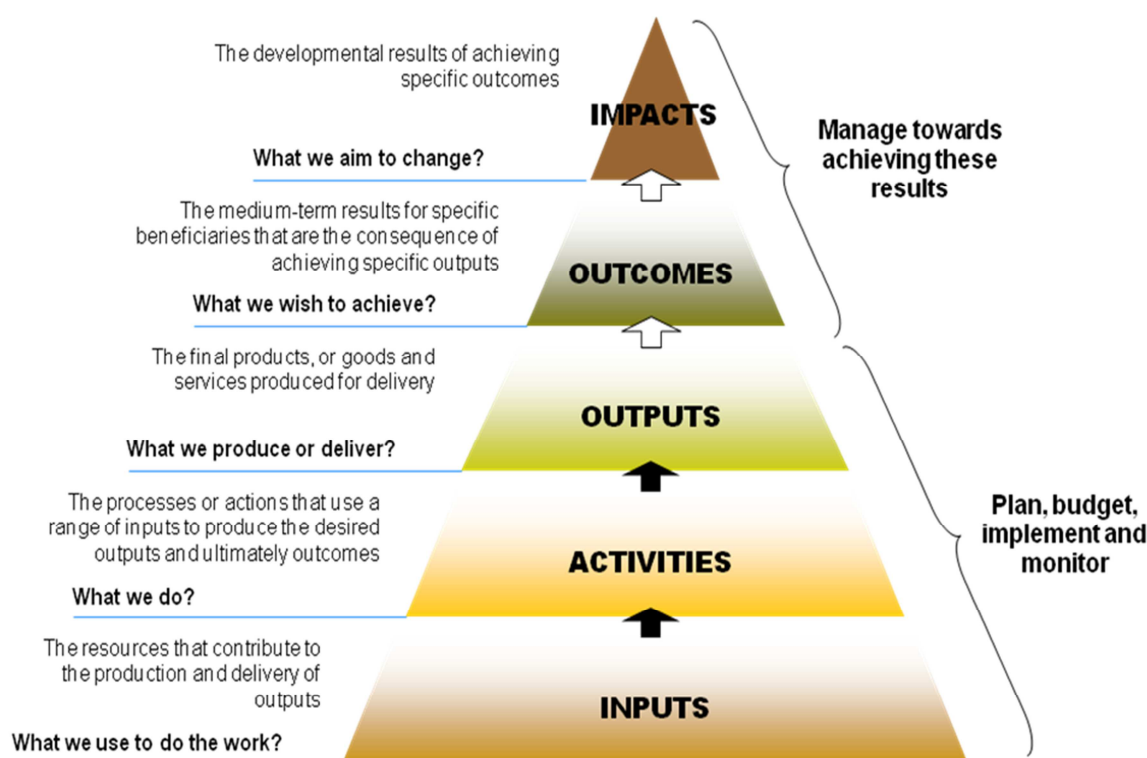 The developmental results of achieving
specific outcomes
IMPACTS
What we aim to change?
Manage towards
achieving these
results
The medium-term results for specific
beneficiaries that are the consequence of
achieving specific outputs
OUTCOMES
What we wish to achieve?
The final products, or goods and
services produced for delivery
OUTPUTS
What we produce or deliver?
The processes or actions that use a
range of inputs to produce the desired
outputs and ultimately outcomes
ACTIVITIES
Plan, budget,
implement and
monitor
What we do?
The resources that contribute to
the production and delivery of
outputs
INPUTS
What we use to do the work?